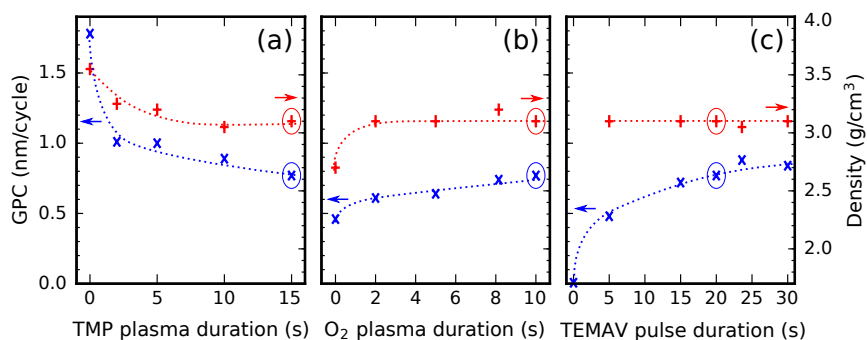 (a) (b) (c)
GPC (nm/cycle)
1.5
1.0
0.5
0.0
4.0
3.5
3.0
2.5
2.0
Density (g/cm³)
0 5 10 15
0 2 4 6 8 10
0 5 10 15 20 25 30
TMP plasma duration (s)
O₂ plasma duration (s)
TEMAV pulse duration (s)